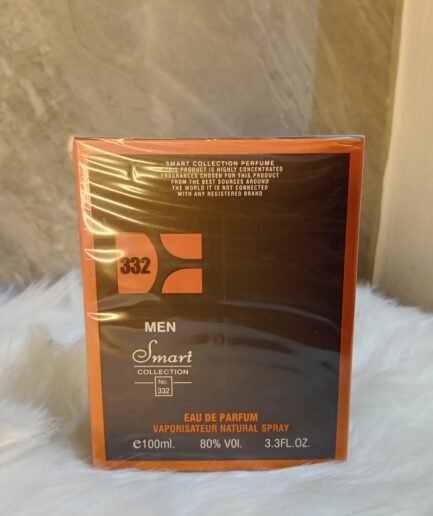 SMART COLLECTION PERFUME
THIS PRODUCT IS HIGHLY CONCENTRATED
FRAGRANCES CHOSEN FOR THIS PRODUCT
FROM THE BEST SOURCES AROUND
THE WORLD IT IS NOT CONNECTED
WITH ANY REGISTERED BRAND
332
MEN
Smart
COLLECTION
No.
332
EAU DE PARFUM
VAPORISATEUR NATURAL SPRAY
e100ml. 80% VOl. 3.3FL.OZ.